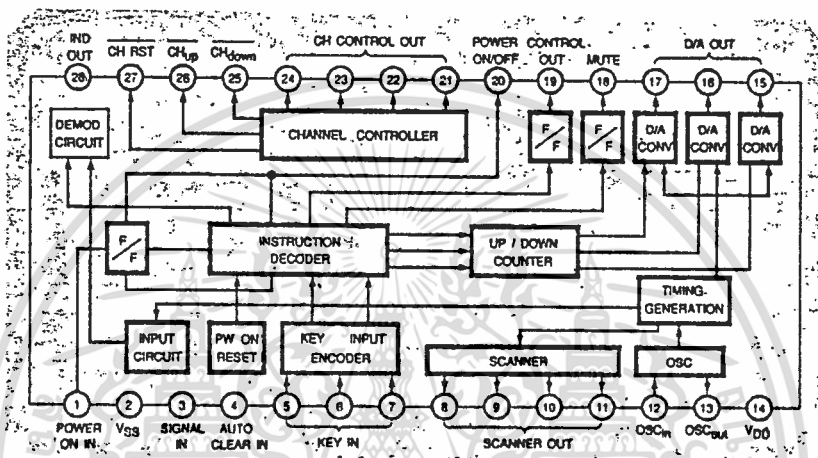 IND OUT
CH RST
CHup
CHdown
CH CONTROL OUT
POWER ON/OFF
CONTROL OUT
MUTE
D/A OUT
28 27 26 25 24 23 22 21 20 19 18 17 16 15
DEMOD CIRCUIT
CHANNEL CONTROLLER
F/F
F/F
D/A CONV
D/A CONV
D/A CONV
F/F
INSTRUCTION DECODER
UP / DOWN COUNTER
TIMING GENERATION
INPUT CIRCUIT
PW ON RESET
KEY INPUT ENCODER
SCANNER
OSC
1 2 3 4 5 6 7 8 9 10 11 12 13 14
POWER ON IN
VSS
SIGNAL IN
AUTO CLEAR IN
KEY IN
SCANNER OUT
OSCin
OSCout
VDD